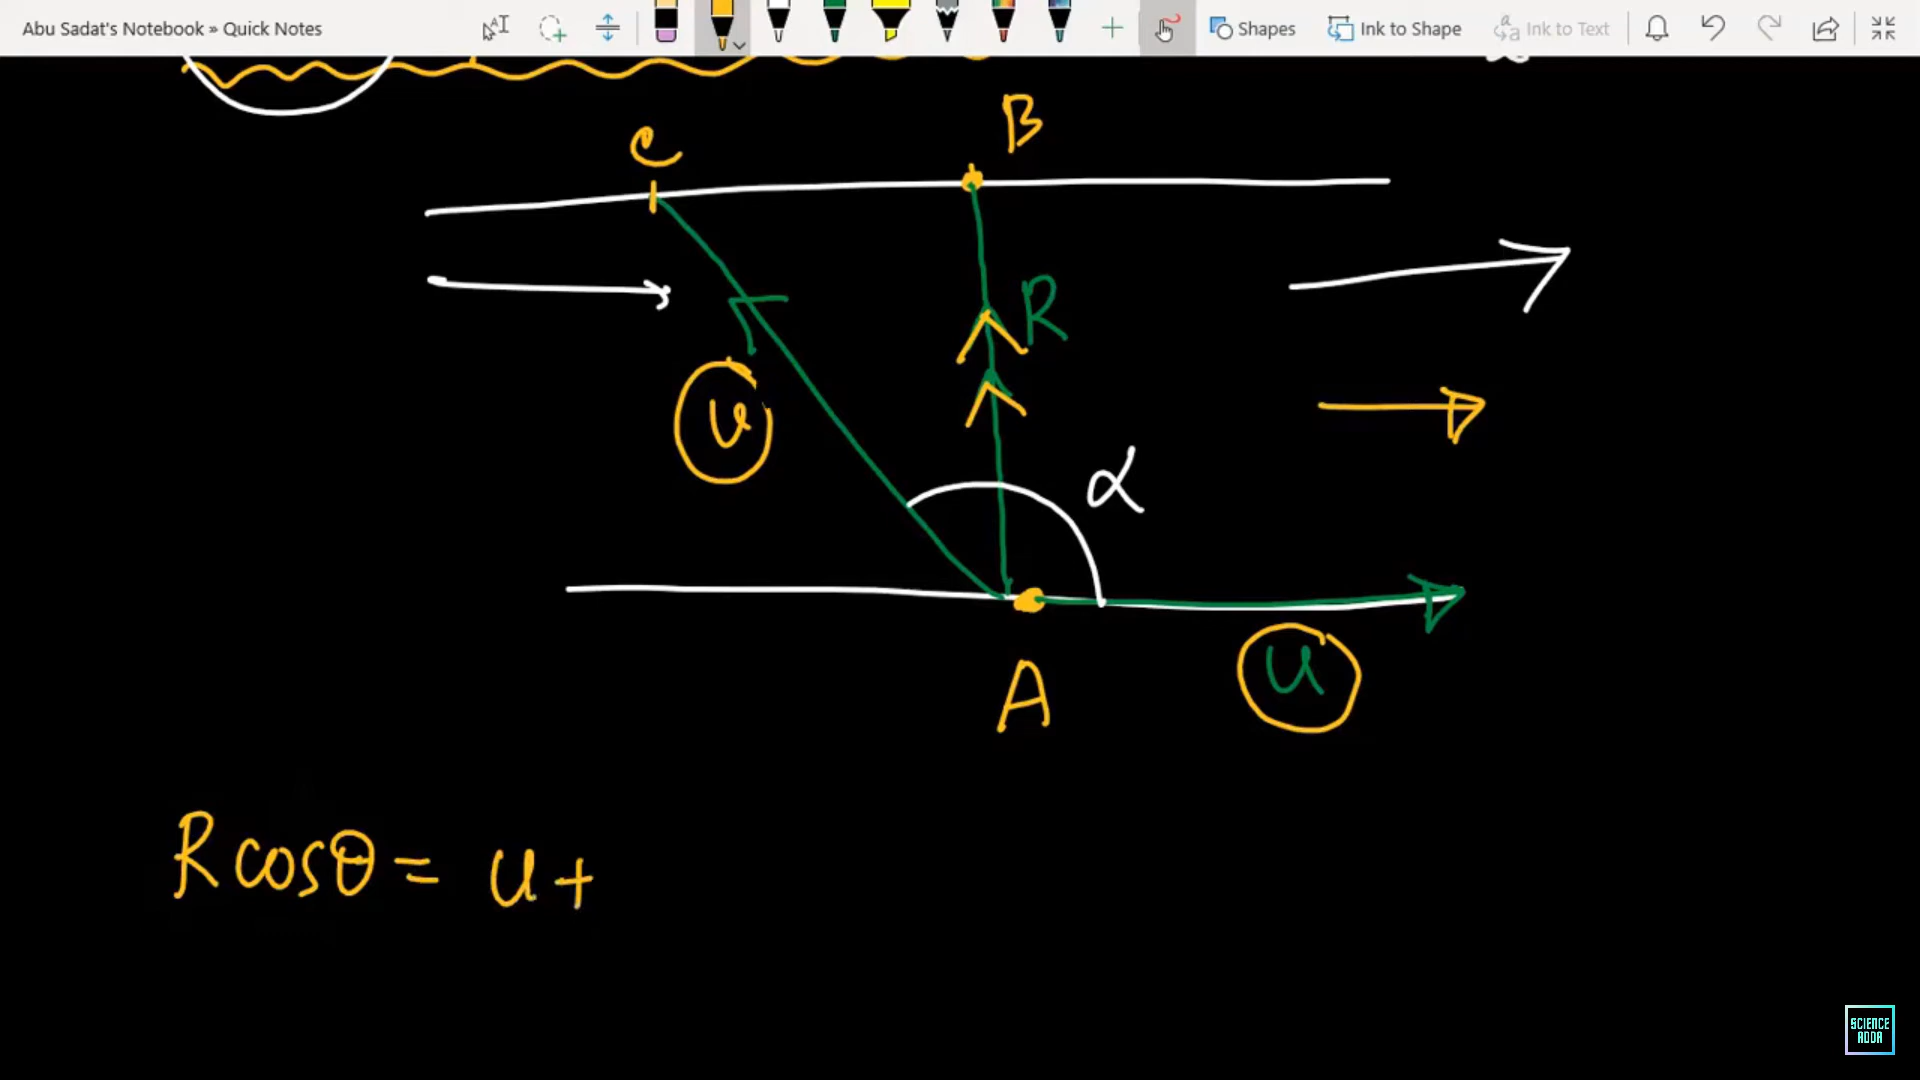 Abu Sadat's Notebook » Quick Notes
Shapes
Ink to Shape
Ink to Text
C
B
R
v
α
u
A
R cosθ = u +
SCIENCE
ADDA